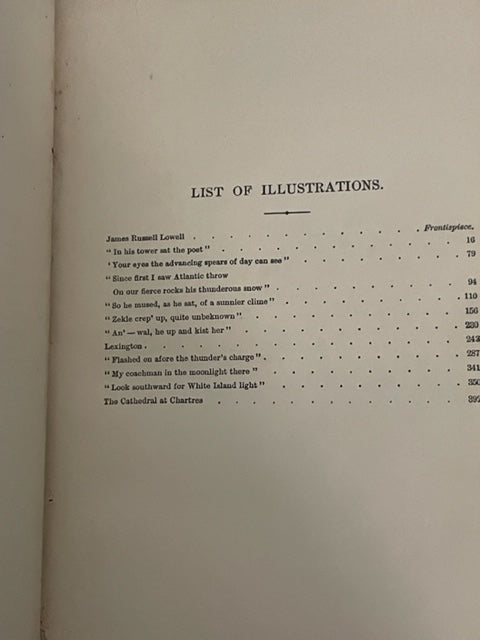 LIST OF ILLUSTRATIONS.
James Russell Lowell . . . . . . . . . . . Frontispiece.
" In his tower sat the poet " . . . . . . . . . . . 16
' Your eyes the advancing spears of day can see " . . . . . . . 79
" Since first I saw Atlantic throw
On our fierce rocks his thunderous snow " . . . . . . . . 94
" So he mused, as he sat, of a sunnier clime " . . . . . . . . 110
" Zekle crep' up, quite unbeknown " . . . . . . . . . 156
" An' — wal, he up and kist her " . . . . . . . . . 230
Lexington . . . . . . . . . . . . . 243
" Flashed on afore the thunder's charge " . . . . . . . . 287
" My coachman in the moonlight there " . . . . . . . . 341
" Look southward for White Island light " . . . . . . . . 350
The Cathedral at Chartres . . . . . . . . . . . 392